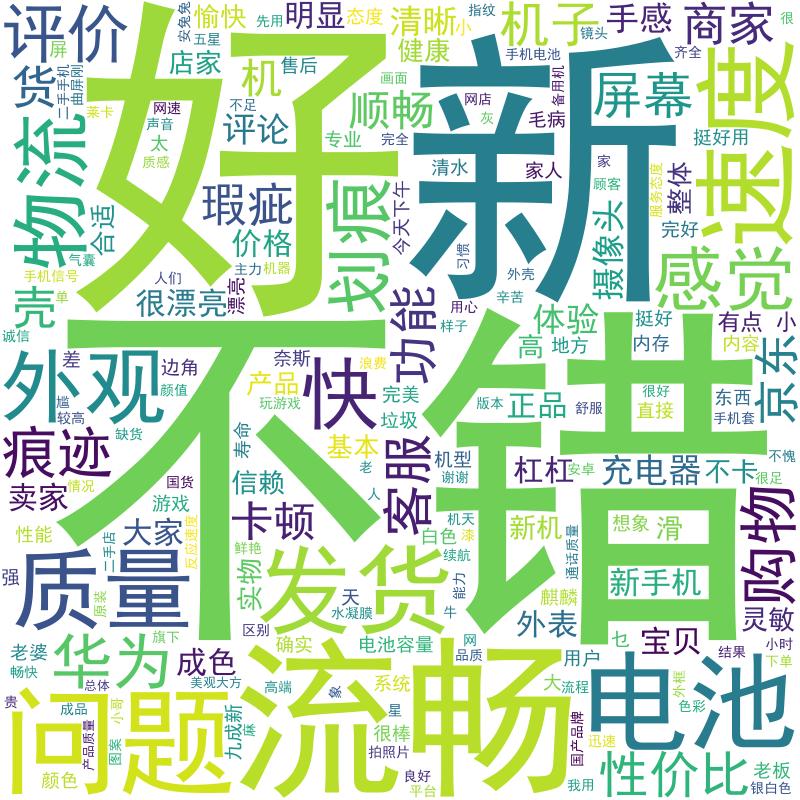 评价
好
新
不错
速度
流畅
问题
电池
质量
发货
外观
物流
感觉
快
屏幕
划痕
华为
性价比
痕迹
购物
客服
功能
京东
商家
机子
手感
明显
清晰
小
愉快
态度
健康
先用
指纹
镜头
齐全
很
安兔兔
五星
屏
二手手机
曲屏刚
货
店家
机
售后
画面
手机电池
备用机
莱卡
网速
声音
质感
太
不足
评论
顺畅
专业
完全
网店
灰
毛病
挺好用
清水
家人
家
顾客
服务态度
整体
完好
瑕疵
价格
今天下午
摄像头
合适
气囊
手机信号
单
壳
诚信
人们
主力
机器
很漂亮
漂亮
习惯
外壳
用心
辛苦
样子
体验
高
地方
挺好
内存
有点
小
内容
差
边角
颜值
尴
较高
缺货
奈斯
产品
玩游戏
浪费
完美
垃圾
版本
正品
舒服
很好
直接
东西
手机套
基本
寿命
老
人
信赖
卡顿
卖家
国货
情况
游戏
性能
大家
二手店
反应速度
机型
谢谢
杠杠
安卓
充电器
不卡
不愧
很足
白色
机天
漆
续航
新机
通话质量
想象
滑
新手机
强
原装
鲜艳
实物
天
水凝膜
牛
能力
麒麟
外表
乜
宝贝
灵敏
小时
结果
下单
老婆
畅快
旗下
成色
区别
确实
电池容量
网
品质
用户
大
流程
外框
色彩
贵
总体
成品
小哥
产品质量
图案
颜色
美观大方
九成新
麻
高端
象
系统
星
很棒
拍照片
良好
平台
国产品牌
迅速
我用
老板
银白色